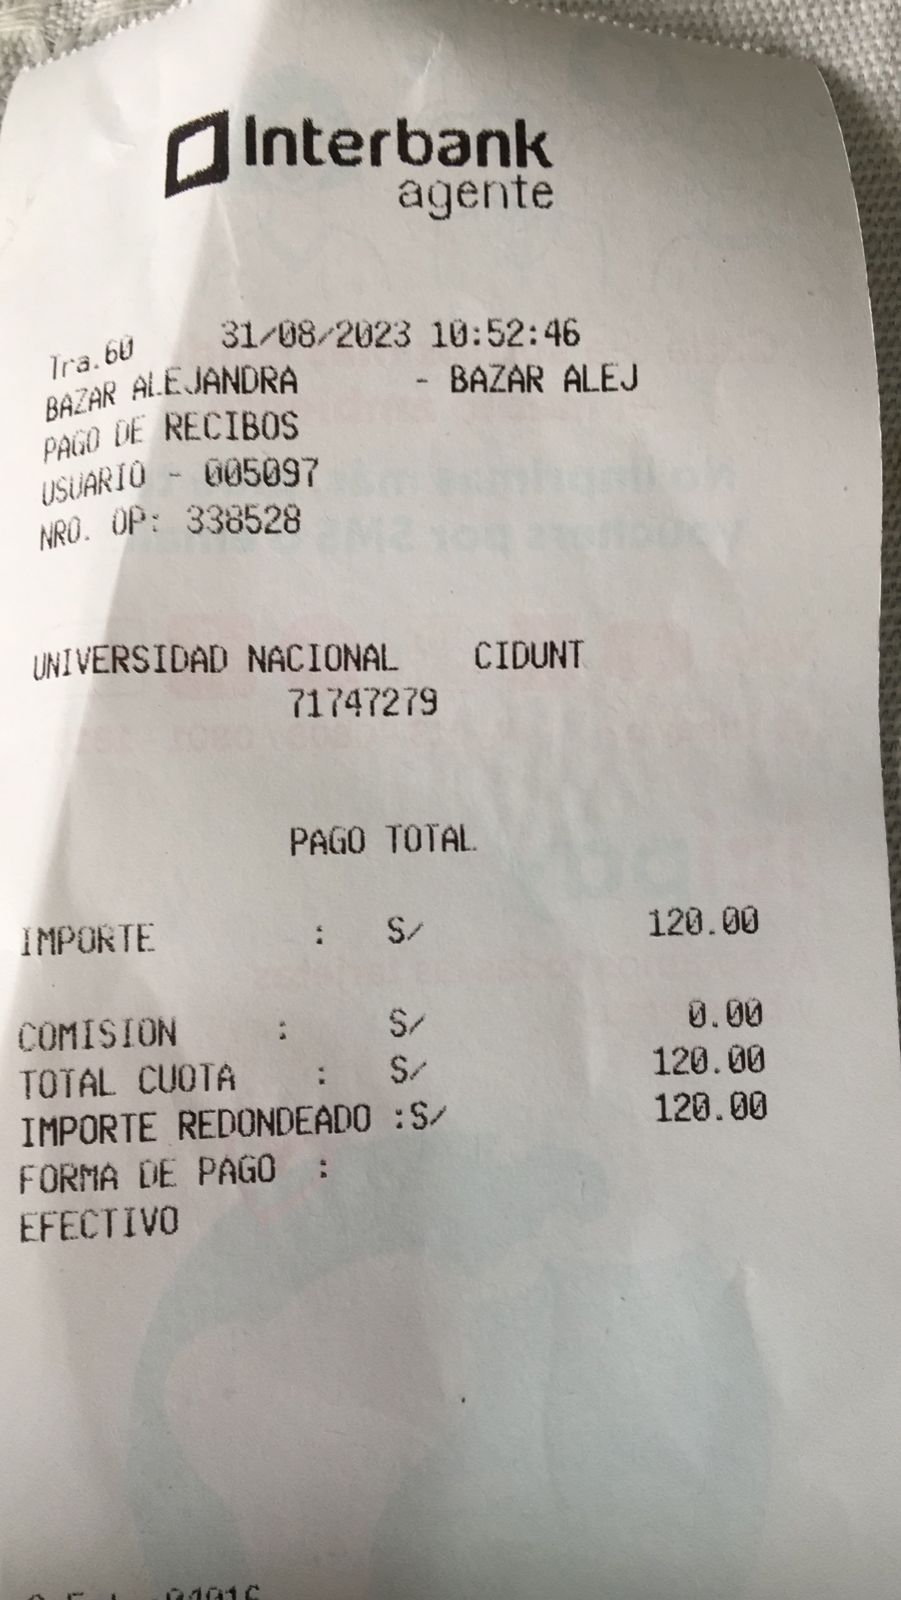 Interbank
agente
Tra.60 31/08/2023 10:52:46
BAZAR ALEJANDRA - BAZAR ALEJ
PAGO DE RECIBOS
USUARIO - 005097
NRO. OP: 338528
UNIVERSIDAD NACIONAL CIDUNT
71747279
PAGO TOTAL
IMPORTE : S/ 120.00
COMISION : S/ 0.00
TOTAL CUOTA : S/ 120.00
IMPORTE REDONDEADO :S/ 120.00
FORMA DE PAGO :
EFECTIVO